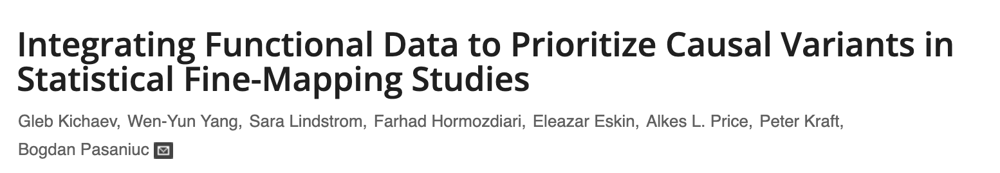 Integrating Functional Data to Prioritize Causal Variants in
Statistical Fine-Mapping Studies
Gleb Kichaev, Wen-Yun Yang, Sara Lindstrom, Farhad Hormozdiari, Eleazar Eskin, Alkes L. Price, Peter Kraft,
Bogdan Pasaniuc